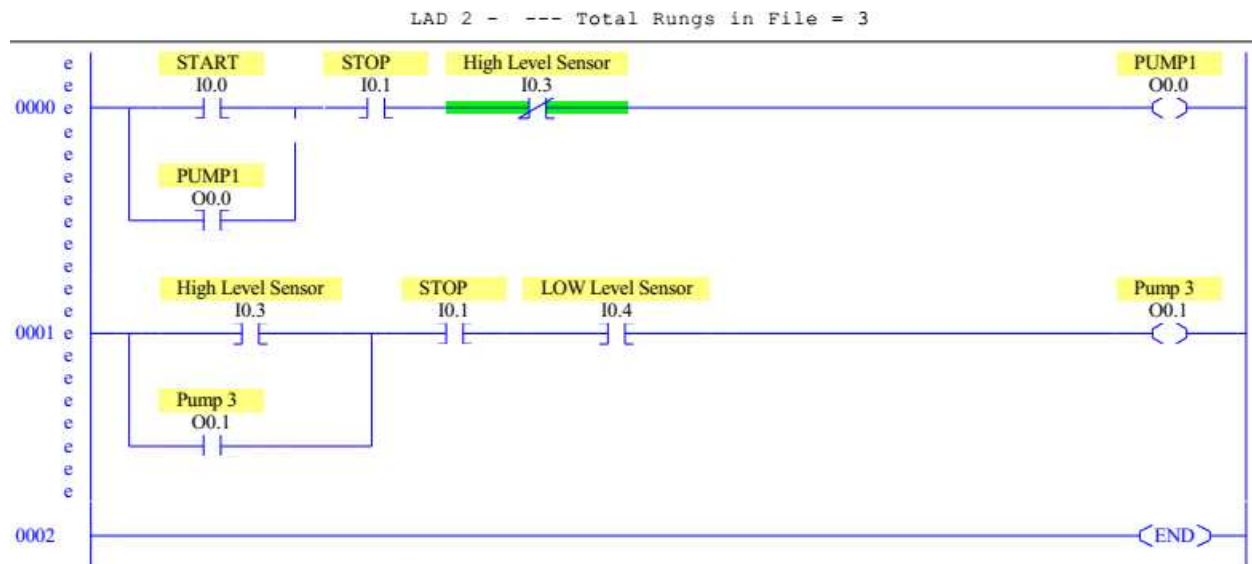 LAD 2 - --- Total Rungs in File = 3
e
START STOP High Level Sensor PUMP1
e
I0.0 I0.1 I0.3 O0.0
0000 e
e
e
PUMP1
e
O0.0
e
e
e
e
High Level Sensor STOP LOW Level Sensor Pump 3
e
I0.3 I0.1 I0.4 O0.1
e
0001 e
e
e
Pump 3
e
O0.1
e
e
e
e
0002 END